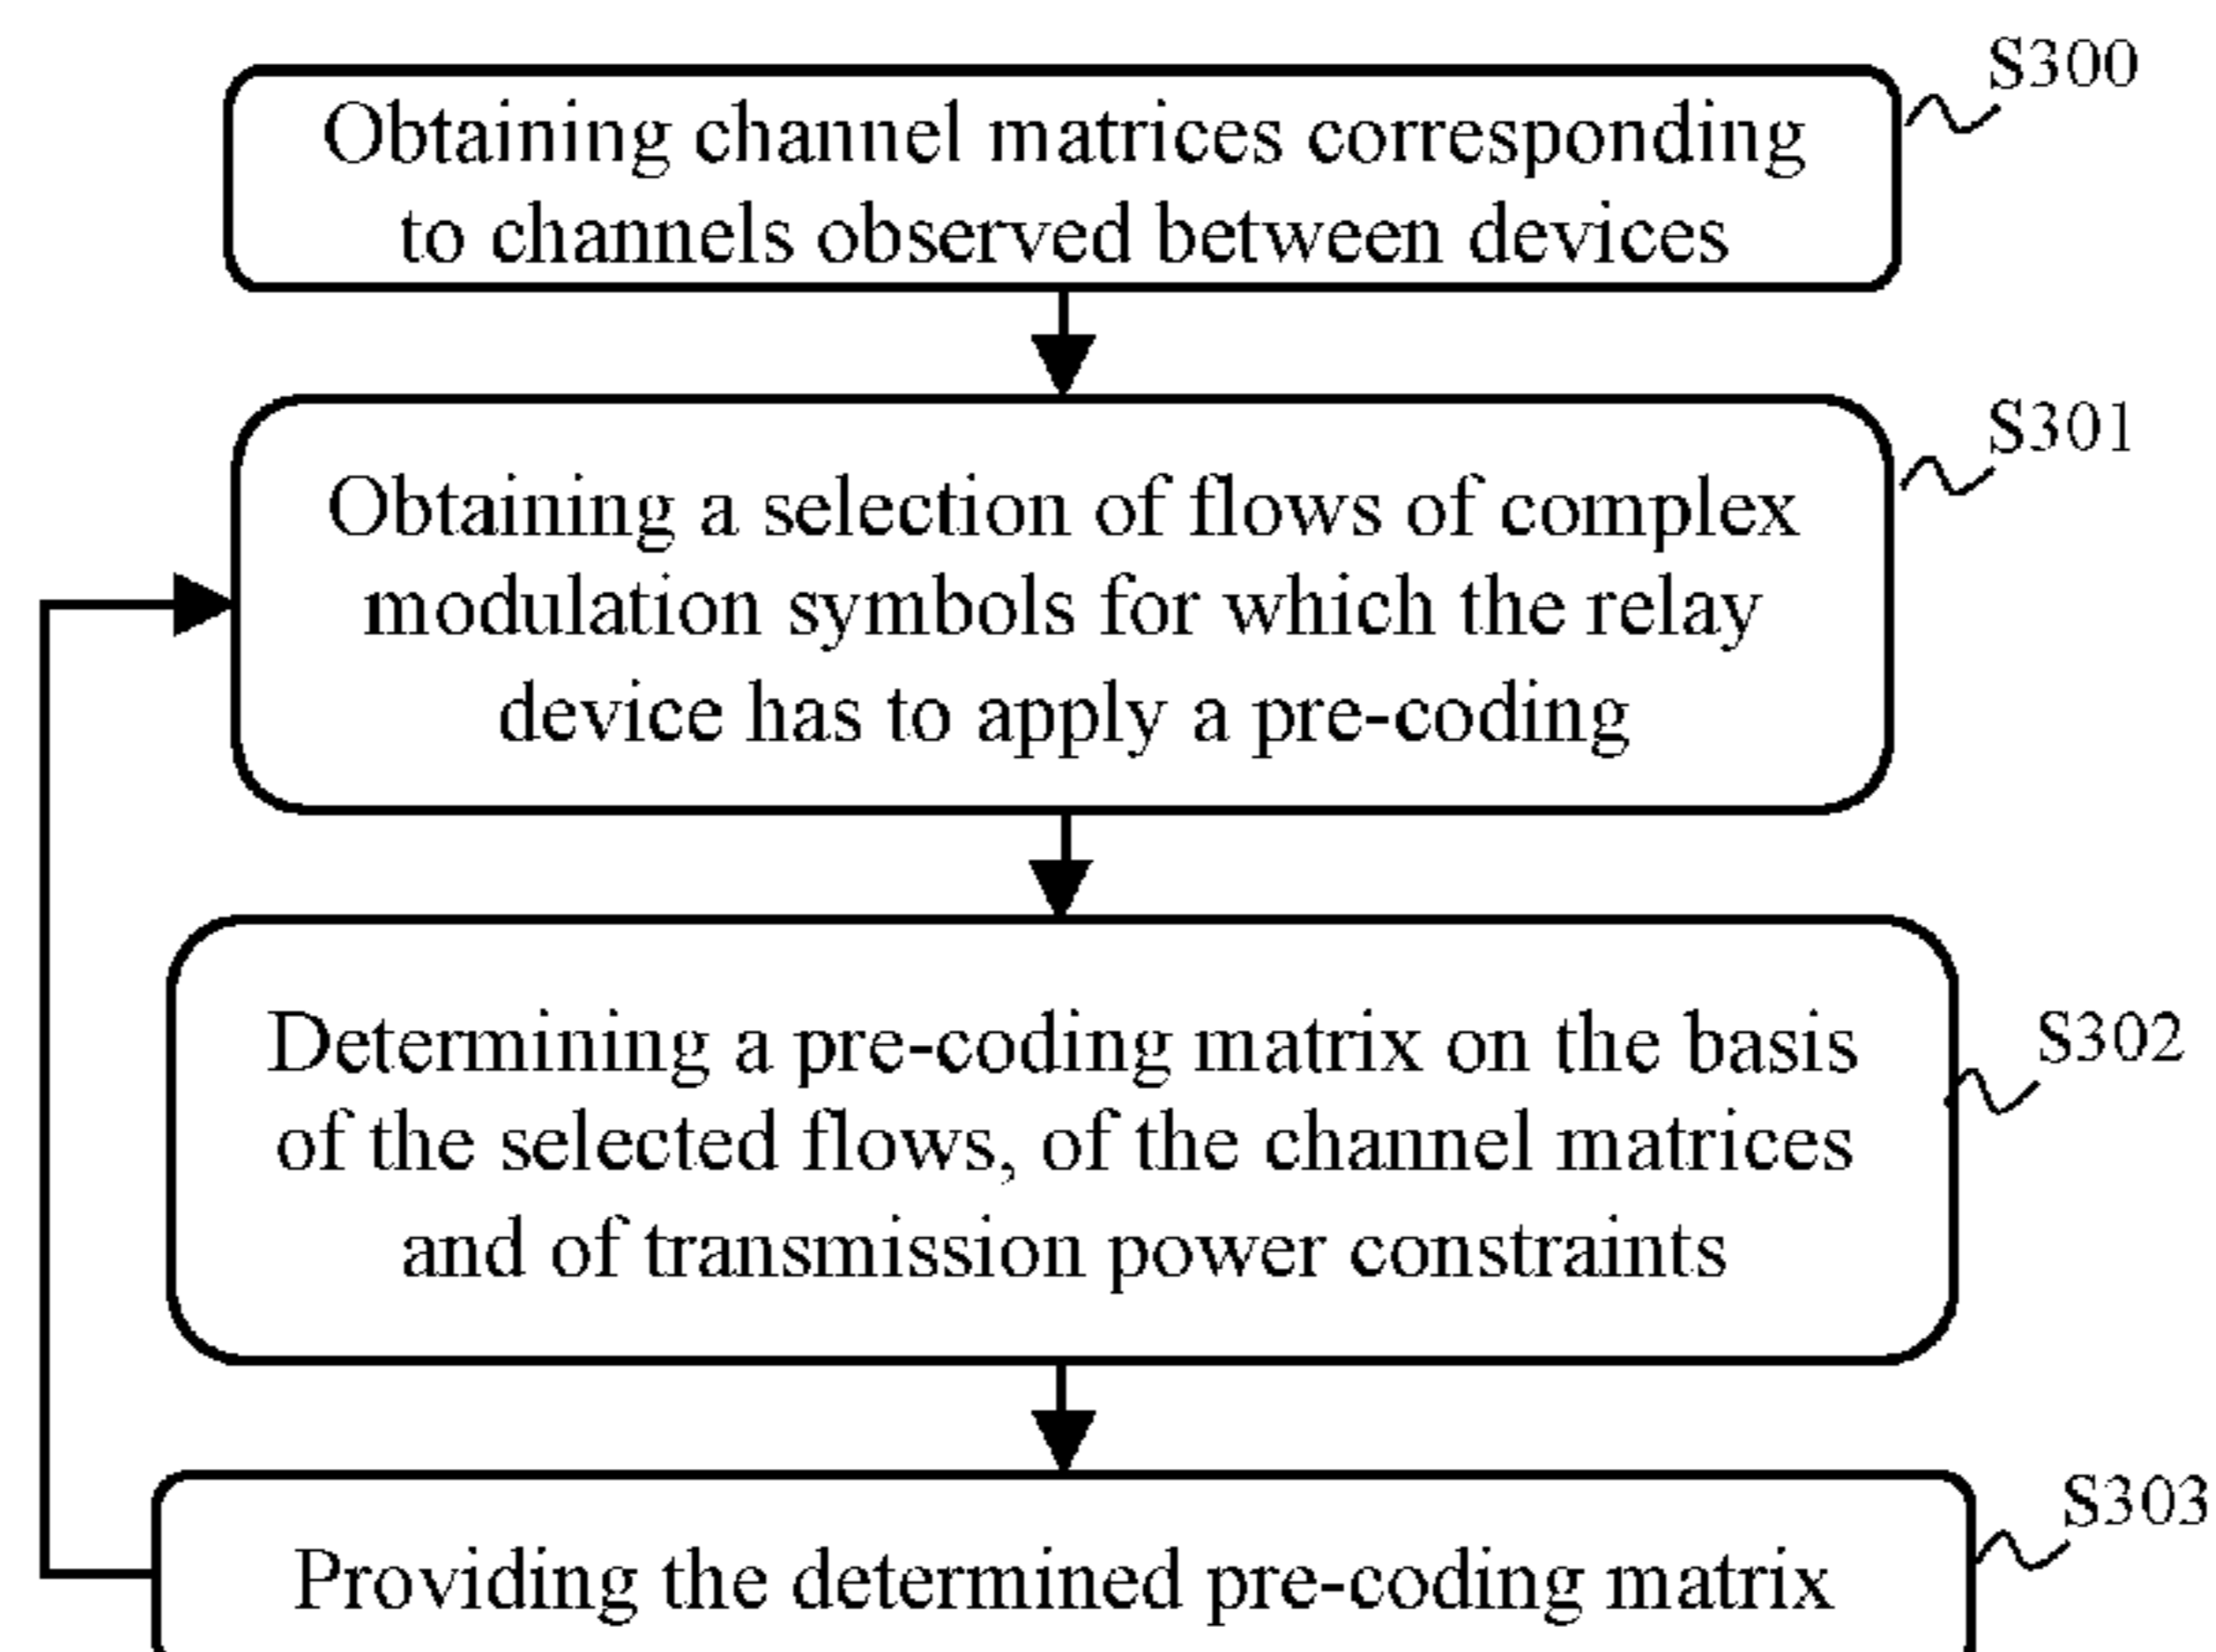 S300
Obtaining channel matrices corresponding
to channels observed between devices
S301
Obtaining a selection of flows of complex
modulation symbols for which the relay
device has to apply a pre-coding
S302
Determining a pre-coding matrix on the basis
of the selected flows, of the channel matrices
and of transmission power constraints
S303
Providing the determined pre-coding matrix